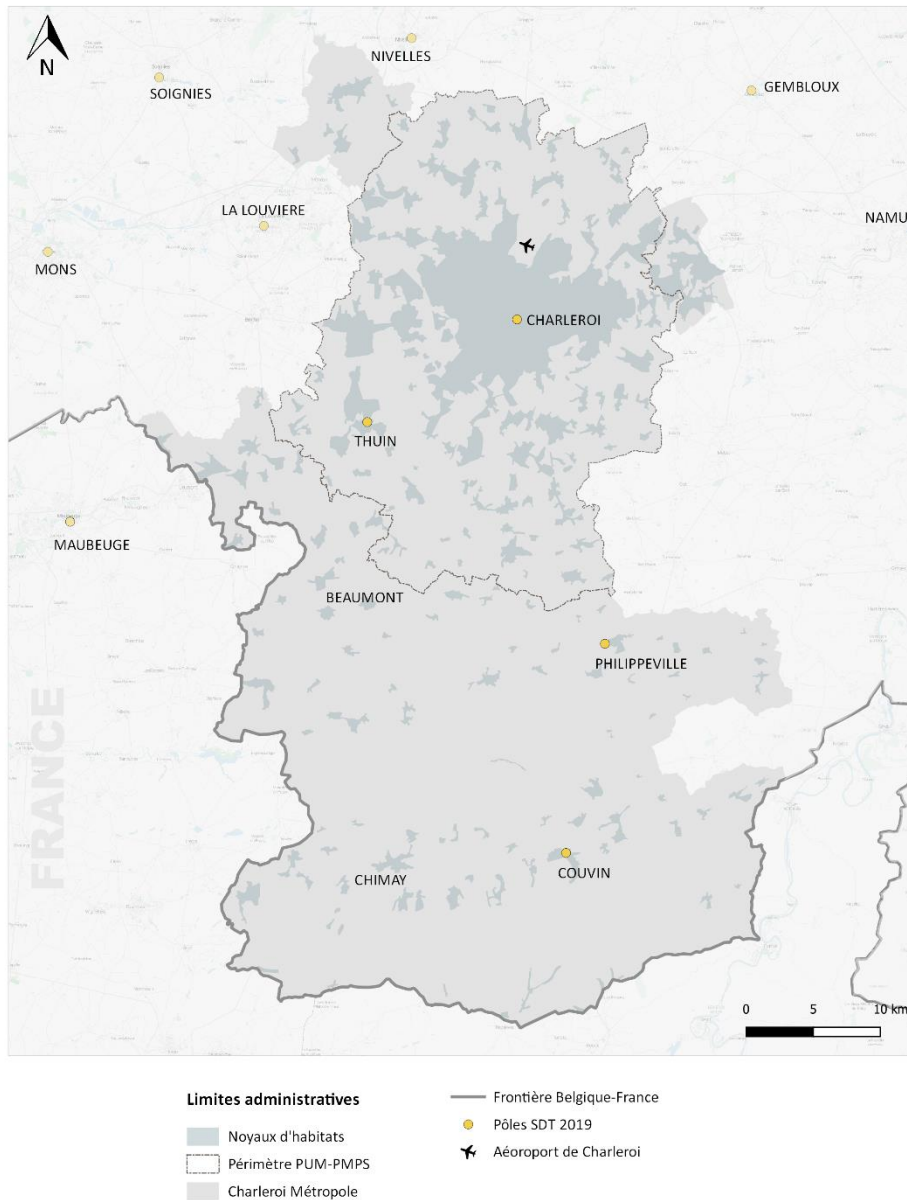 NIVELLES
N
SOIGNIES
GEMBLOUX
LA LOUVIERE
NAMU
MONS
CHARLEROI
THUIN
MAUBEUGE
BEAUMONT
PHILIPPEVILLE
FRANCE
COUVIN
CHIMAY
0 5 10 km
Limites administratives
Noyaux d'habitats
Périmètre PUM-PMPS
Charleroi Métropole
Frontière Belgique-France
Pôles SDT 2019
Aéoroport de Charleroi